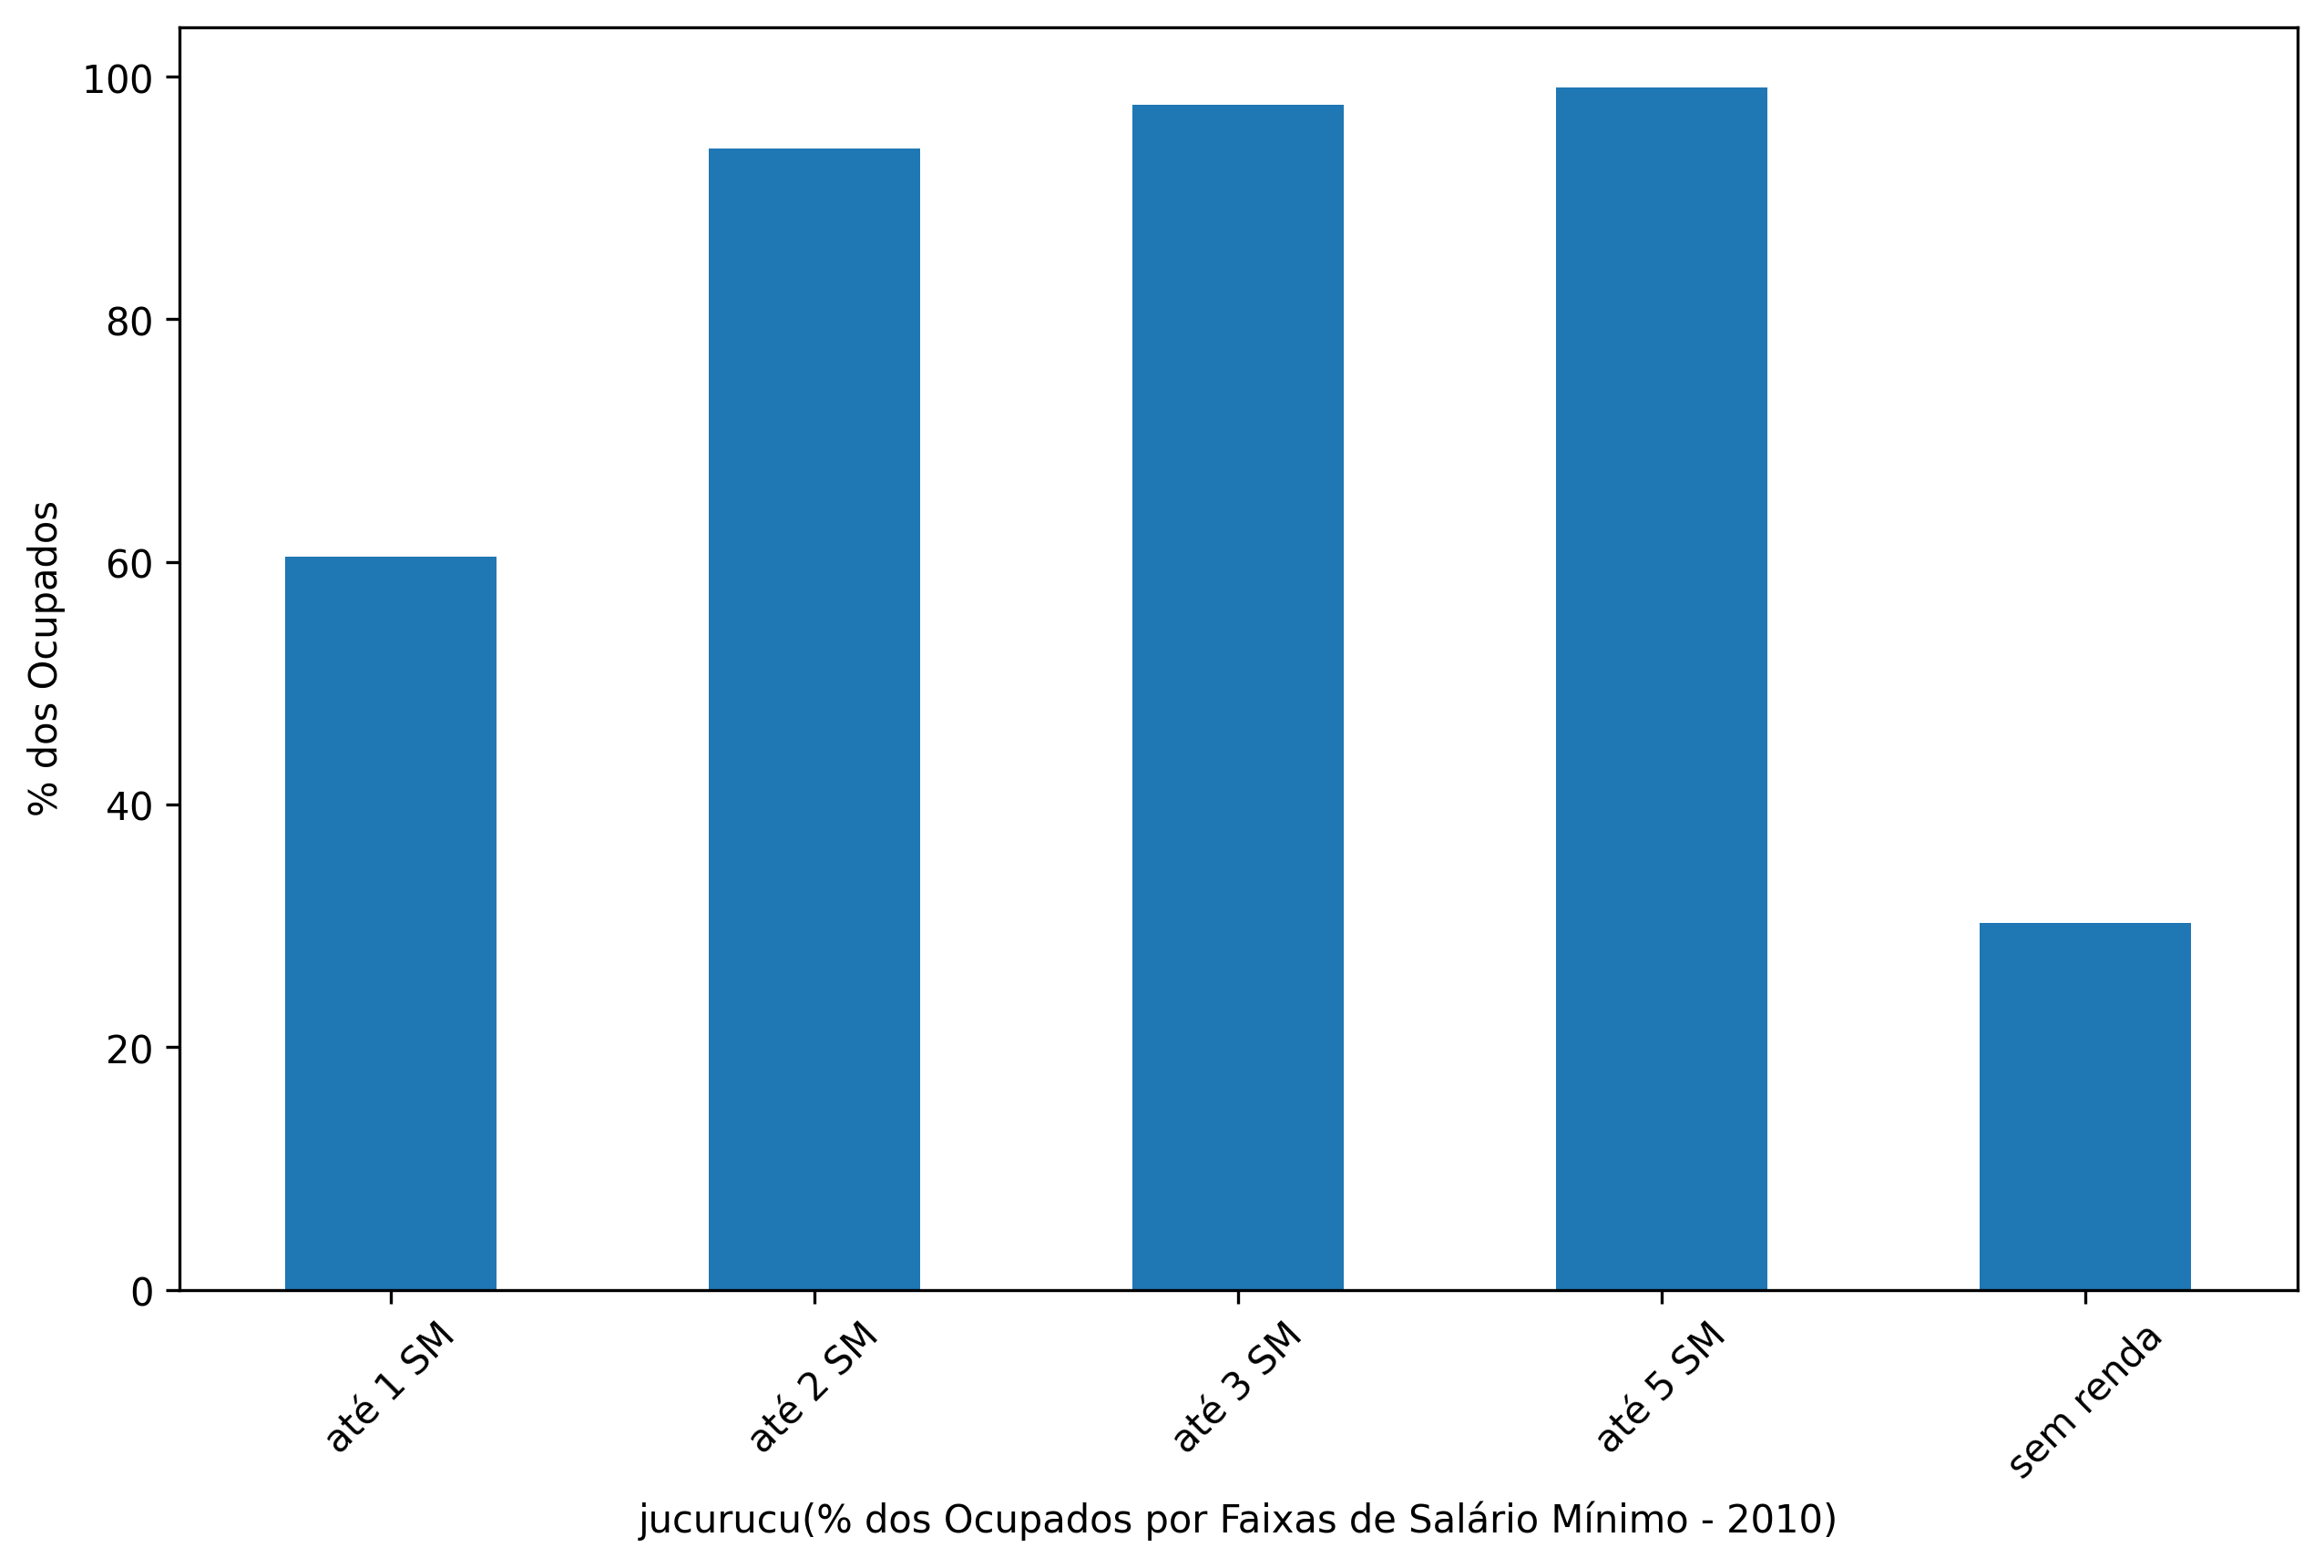 100
80
60
40
20
0
% dos Ocupados
até 1 SM
até 2 SM
até 3 SM
até 5 SM
sem renda
jucurucu(% dos Ocupados por Faixas de Salário Mínimo - 2010)